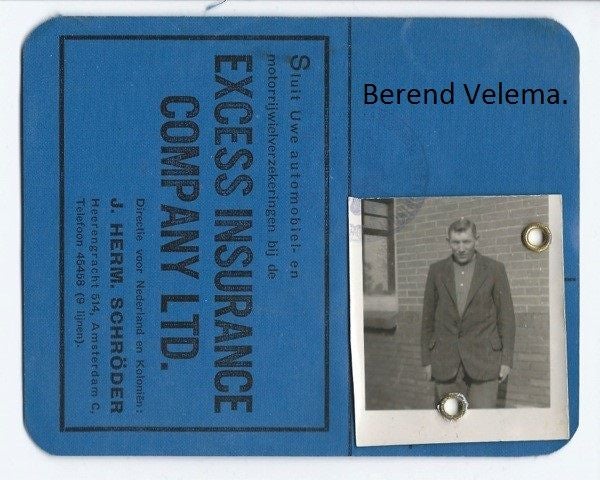 Sluit Uwe automobiel- en
motorrijwielverzekeringen bij de
EXCESS INSURANCE
COMPANY LTD.
Directie voor Nederland en Koloniën:
J. HERM. SCHRÖDER
Heerengracht 514, Amsterdam C.
Telefoon 45458 (9 lijnen).
Berend Velema.